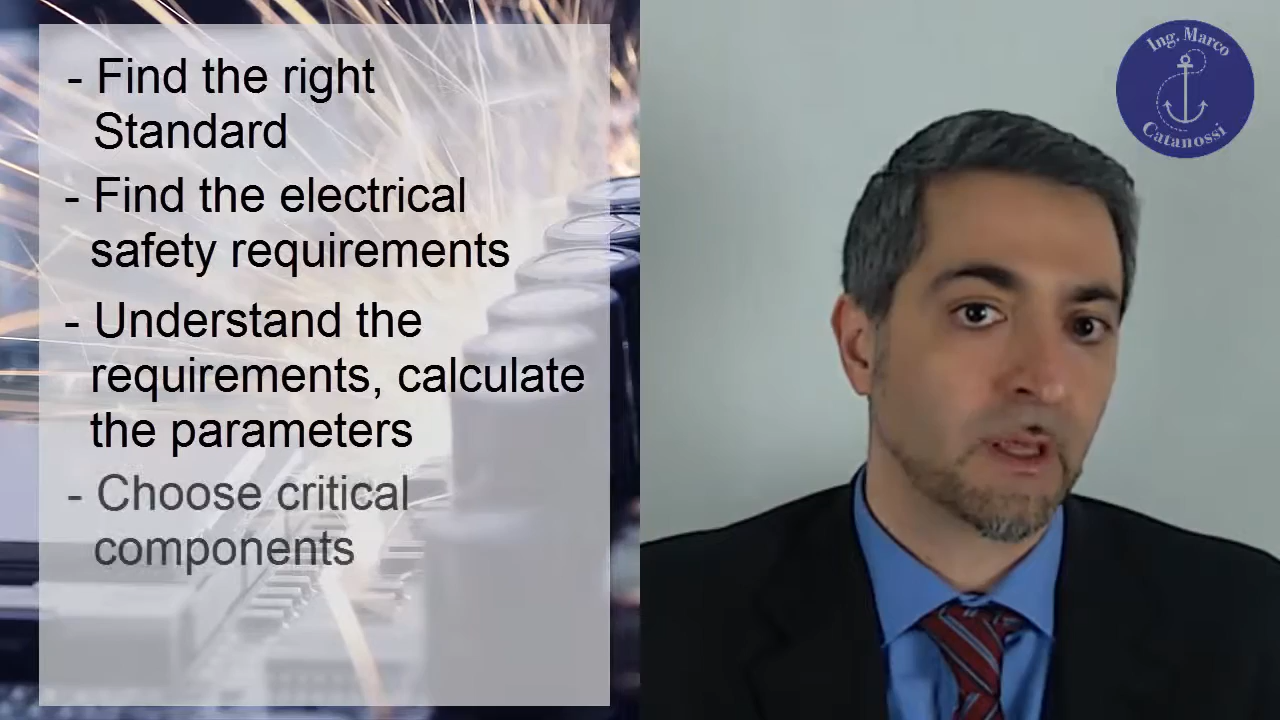 - Find the right
Standard
- Find the electrical
safety requirements
- Understand the
requirements, calculate
the parameters
- Choose critical
components
Ing. Marco
Catanossi